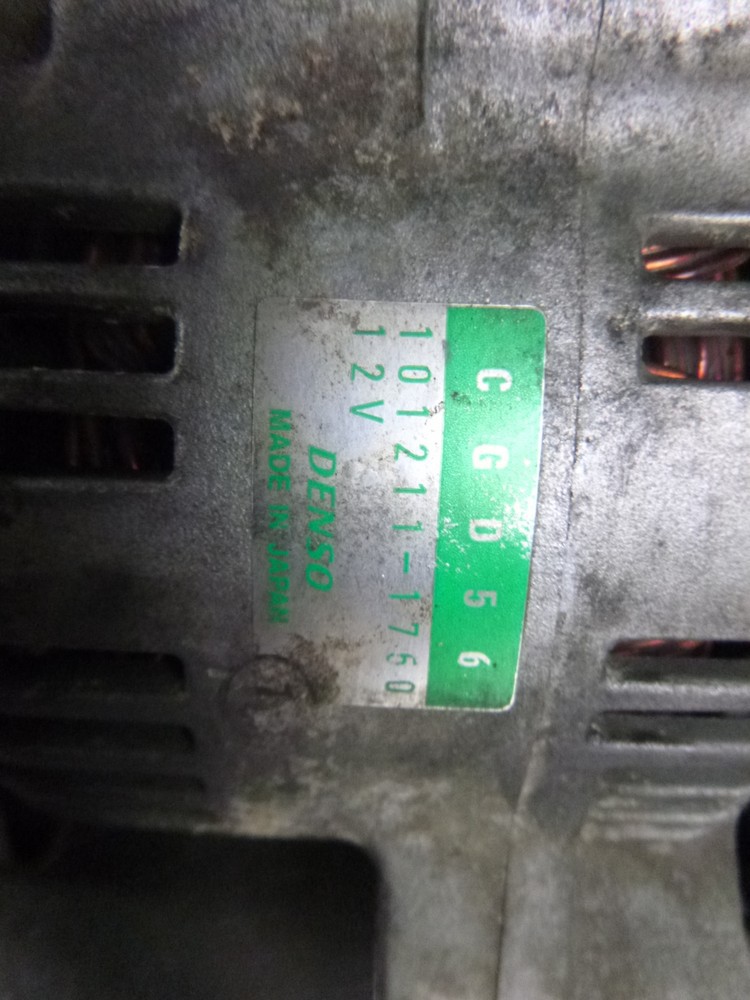 CGD56
101211-1760
12V
DENSO
MADE IN JAPAN